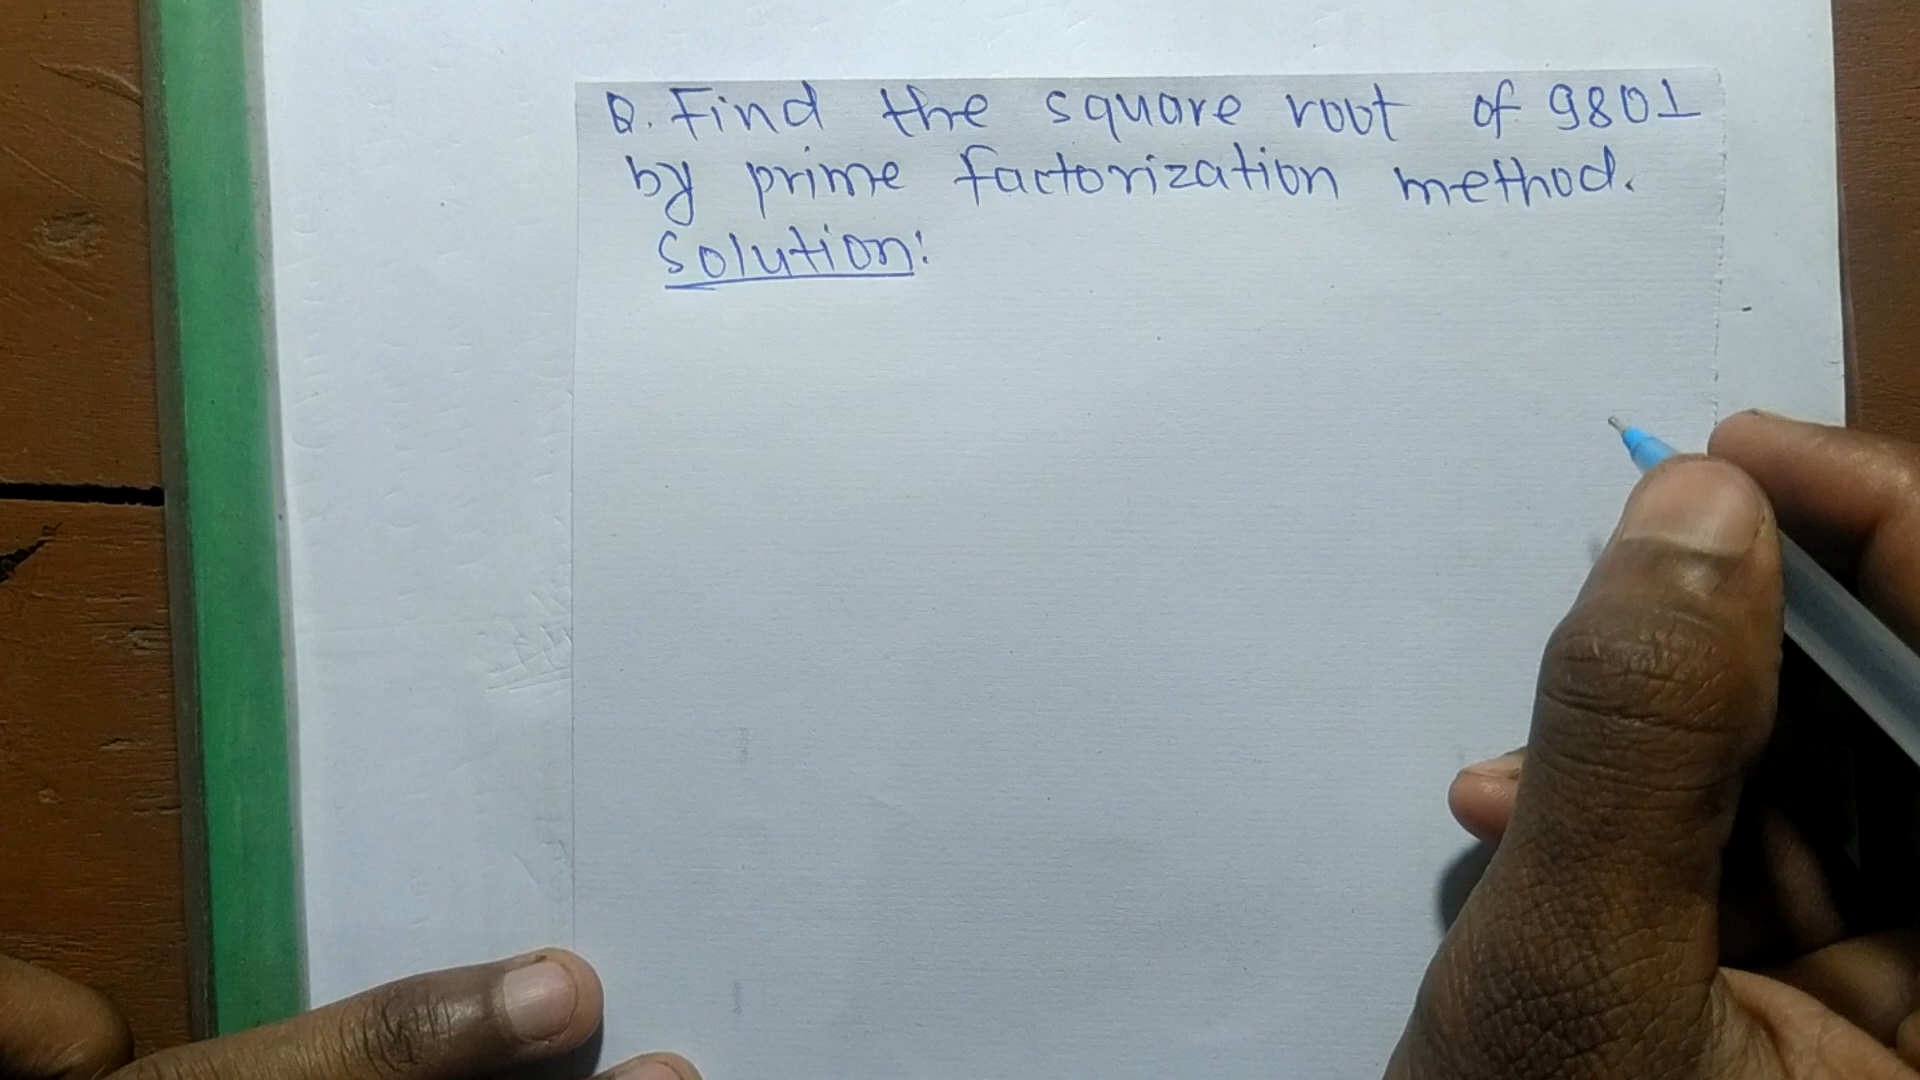 Q. Find the square root of 9801
by prime factorization method.
Solution: